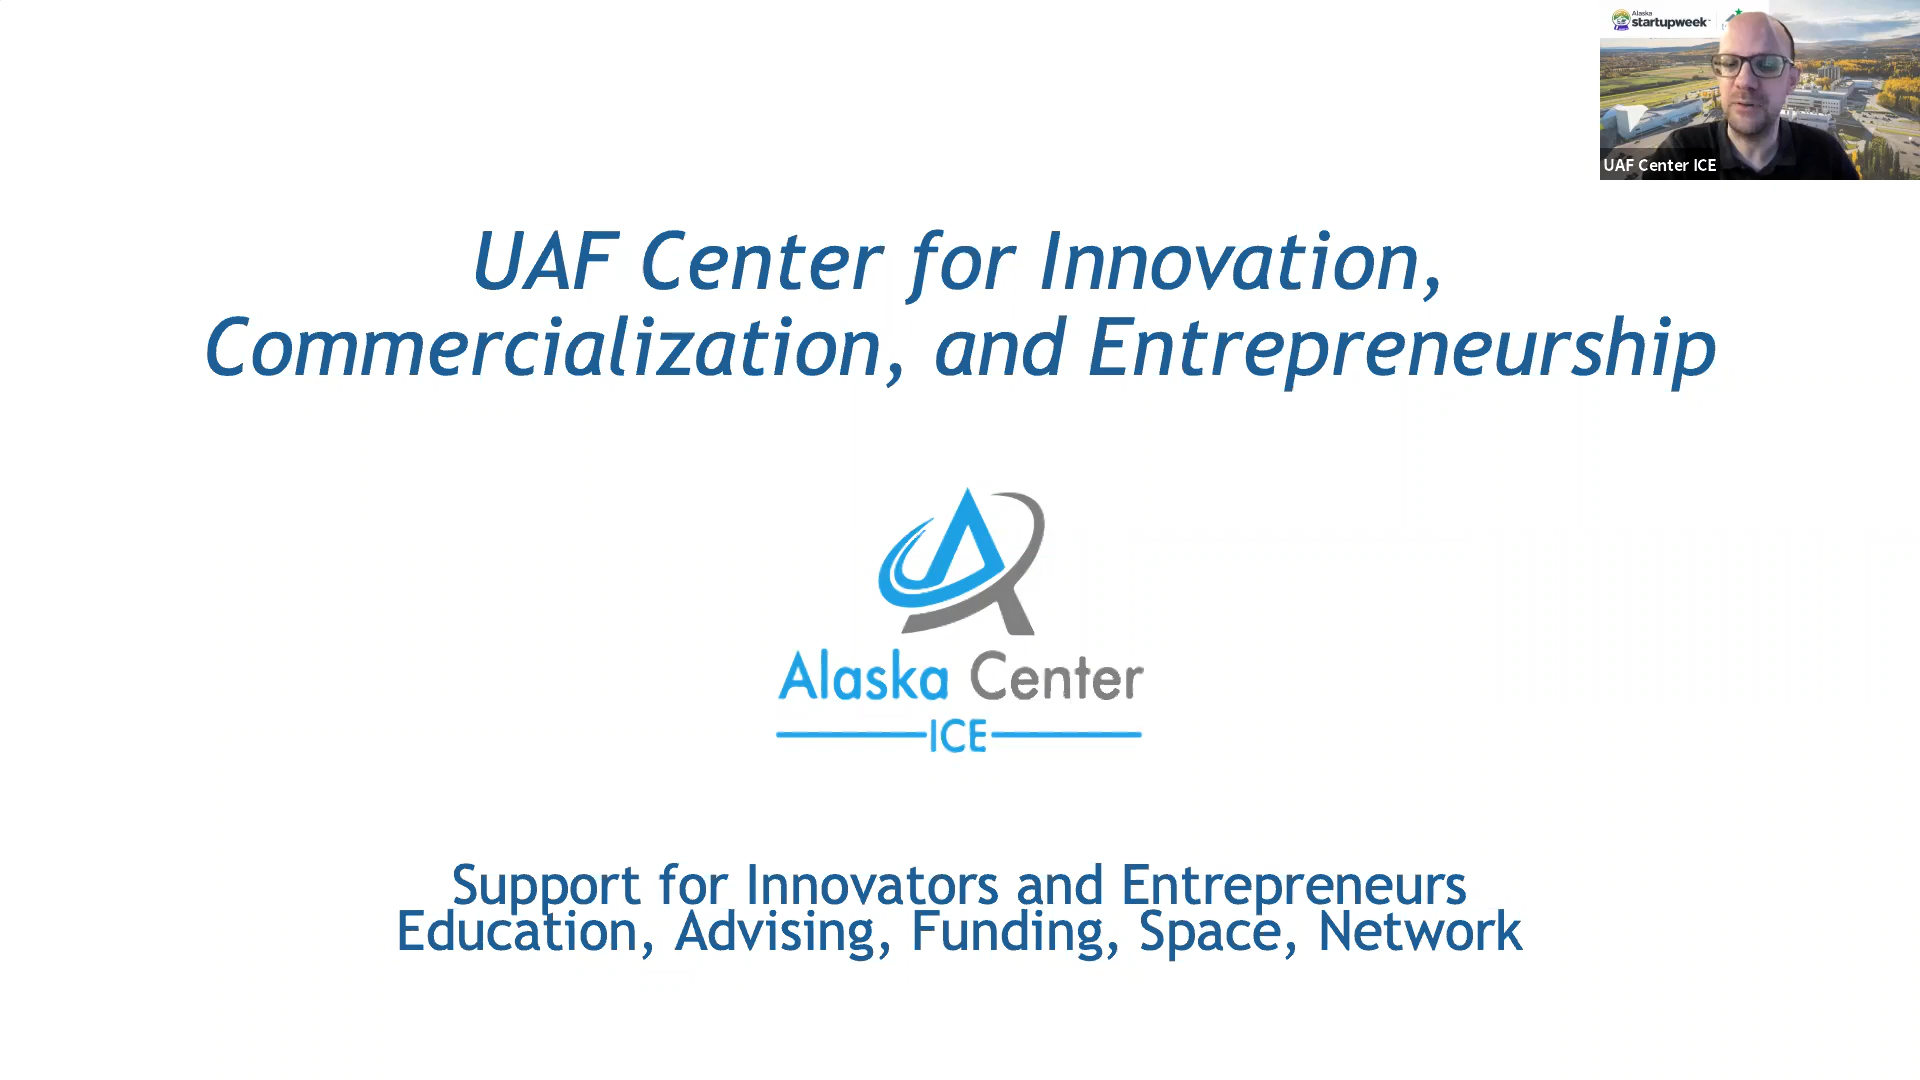 Alaska
startupweek
UAF Center ICE
UAF Center for Innovation,
Commercialization, and Entrepreneurship
Alaska Center
ICE
Support for Innovators and Entrepreneurs
Education, Advising, Funding, Space, Network